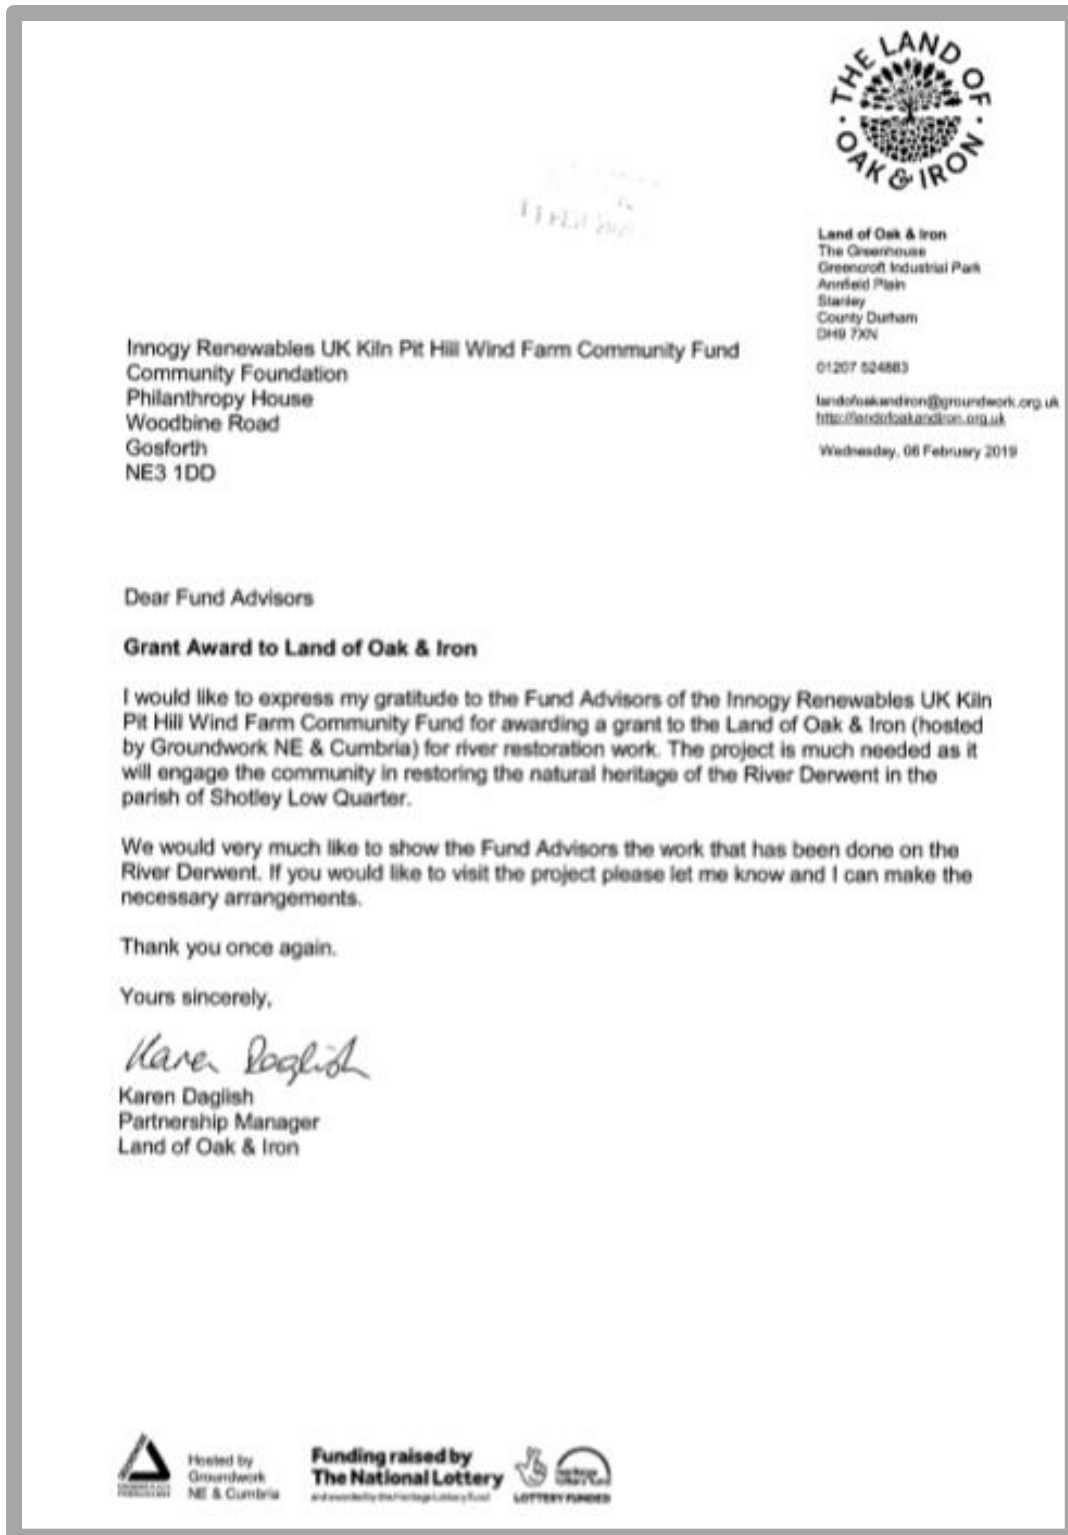 THE LAND OF
OAK & IRON
Land of Oak & Iron
The Greenhouse
Greencroft Industrial Park
Annfield Plain
Stanley
County Durham
DH9 7XN
01207 524883
landofoakandiron@groundwork.org.uk
http://landofoakandiron.org.uk
Wednesday, 06 February 2019
Innogy Renewables UK Kiln Pit Hill Wind Farm Community Fund
Community Foundation
Philanthropy House
Woodbine Road
Gosforth
NE3 1DD
Dear Fund Advisors
Grant Award to Land of Oak & Iron
I would like to express my gratitude to the Fund Advisors of the Innogy Renewables UK Kiln
Pit Hill Wind Farm Community Fund for awarding a grant to the Land of Oak & Iron (hosted
by Groundwork NE & Cumbria) for river restoration work. The project is much needed as it
will engage the community in restoring the natural heritage of the River Derwent in the
parish of Shotley Low Quarter.
We would very much like to show the Fund Advisors the work that has been done on the
River Derwent. If you would like to visit the project please let me know and I can make the
necessary arrangements.
Thank you once again.
Yours sincerely,
Karen Daglish
Karen Daglish
Partnership Manager
Land of Oak & Iron
Hosted by
Groundwork
NE & Cumbria
Funding raised by
The National Lottery
and awarded by the Heritage Lottery Fund
LOTTERY FUNDED